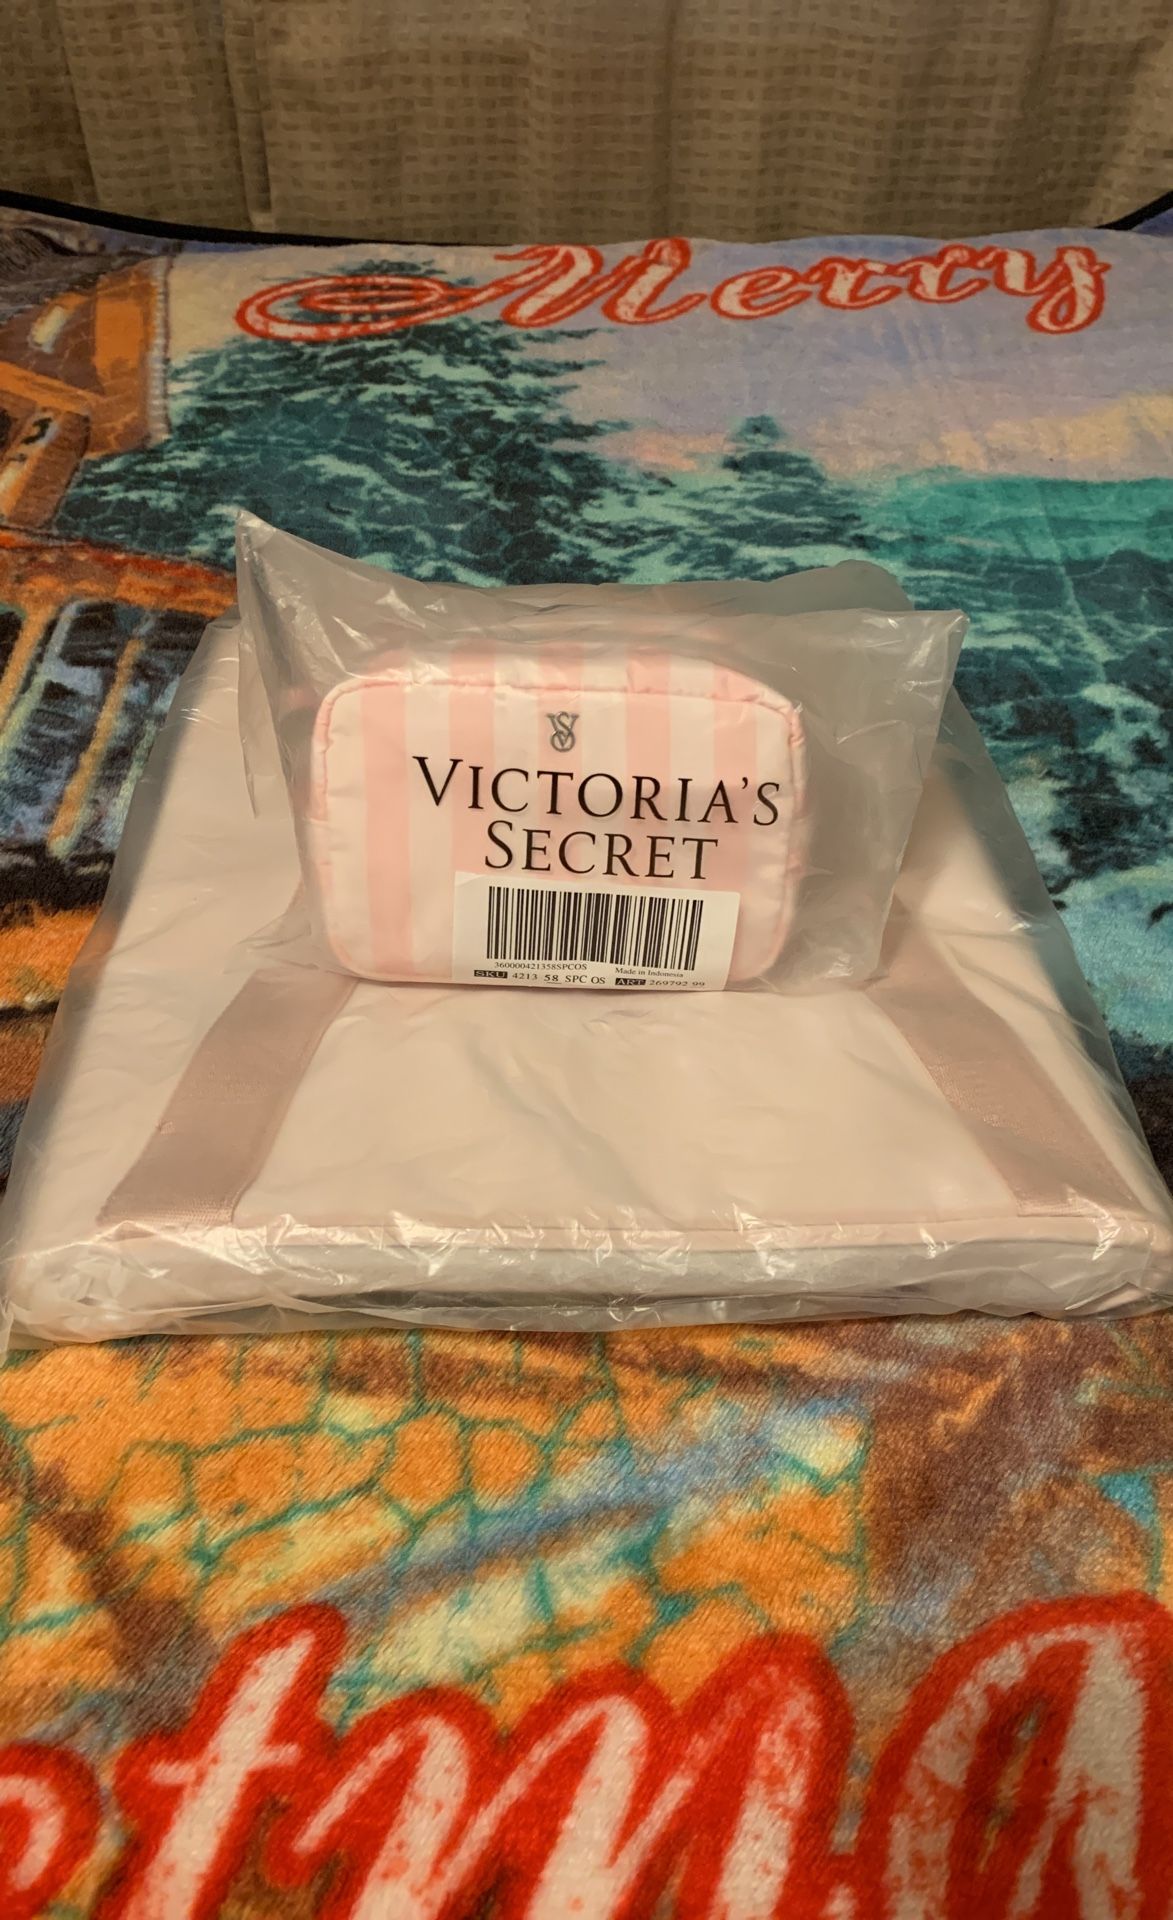 Merry
VS
VICTORIA'S
SECRET
360000421358SPCOS Made in Indonesia
SKU 4213 58 SPC OS ART 269792 99